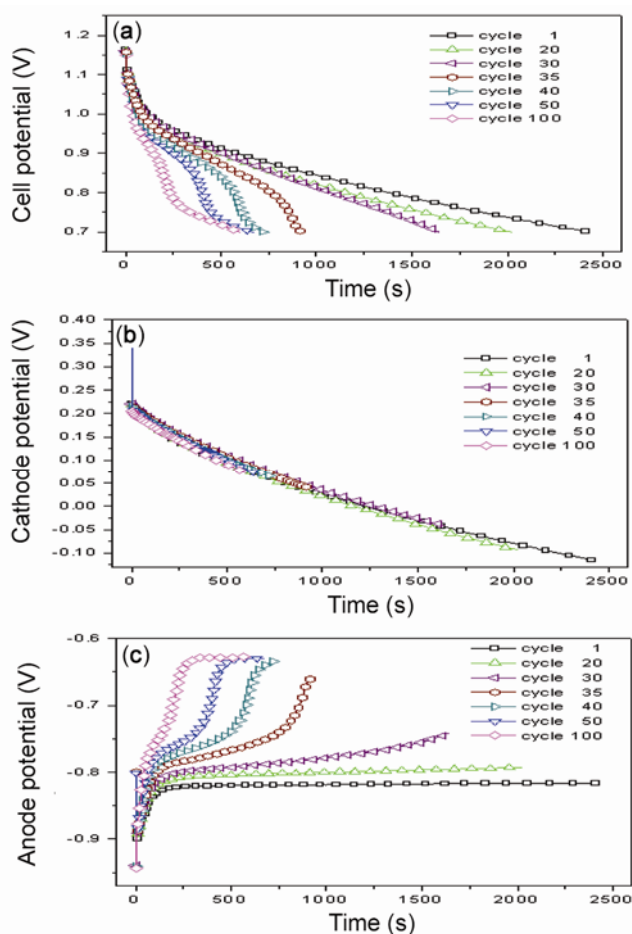 (a)
cycle 1
cycle 20
cycle 30
cycle 35
cycle 40
cycle 50
cycle 100
Cell potential (V)
1.2
1.1
1.0
0.9
0.8
0.7
0 500 1000 1500 2000 2500
Time (s)
(b)
cycle 1
cycle 20
cycle 30
cycle 35
cycle 40
cycle 50
cycle 100
Cathode potential (V)
0.40
0.35
0.30
0.25
0.20
0.15
0.10
0.05
0.00
-0.05
-0.10
0 500 1000 1500 2000 2500
Time (s)
(c)
cycle 1
cycle 20
cycle 30
cycle 35
cycle 40
cycle 50
cycle 100
Anode potential (V)
-0.6
-0.7
-0.8
-0.9
0 500 1000 1500 2000 2500
Time (s)